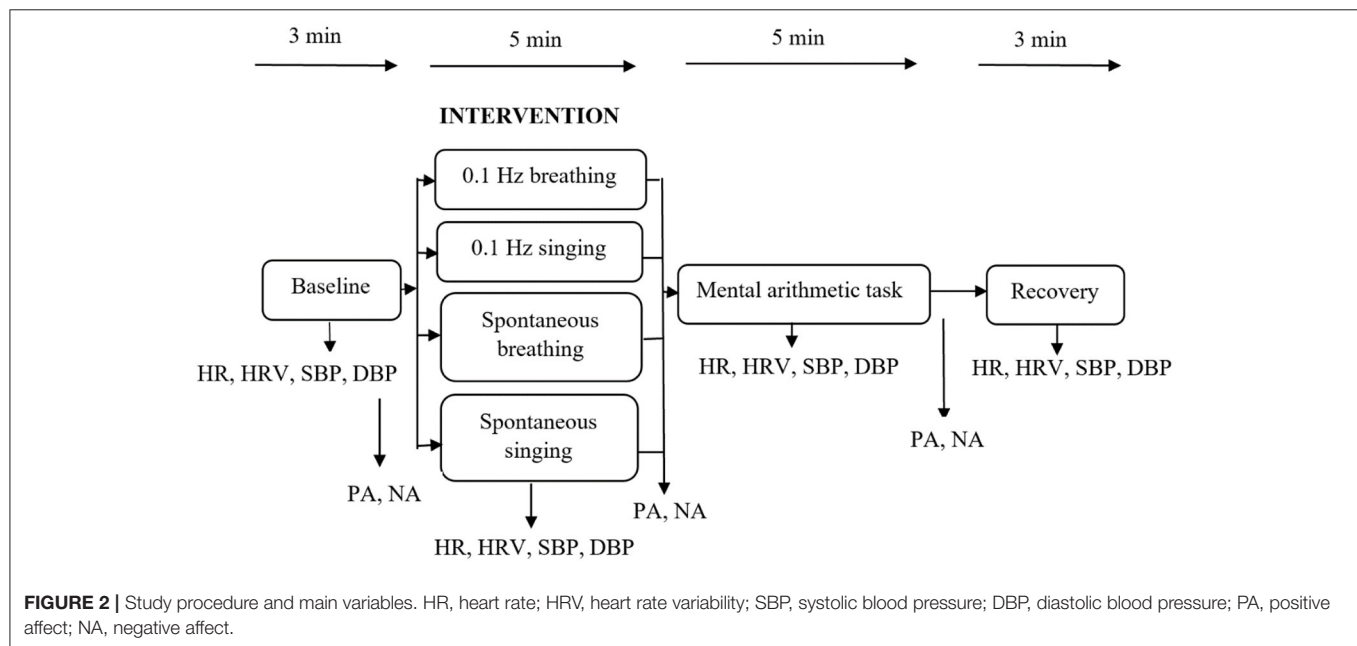 3 min
5 min
5 min
3 min
INTERVENTION
0.1 Hz breathing
0.1 Hz singing
Baseline
Mental arithmetic task
Recovery
Spontaneous
breathing
HR, HRV, SBP, DBP
HR, HRV, SBP, DBP
HR, HRV, SBP, DBP
Spontaneous
singing
PA, NA
PA, NA
PA, NA
HR, HRV, SBP, DBP
FIGURE 2 | Study procedure and main variables. HR, heart rate; HRV, heart rate variability; SBP, systolic blood pressure; DBP, diastolic blood pressure; PA, positive
affect; NA, negative affect.